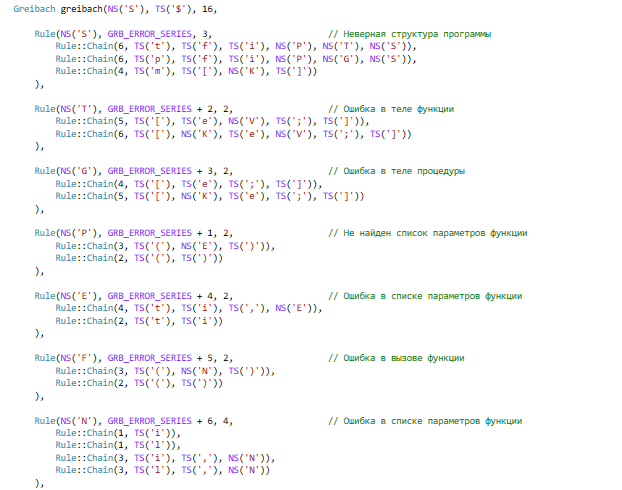 Greibach greibach(NS('S'), TS('$'), 16,
Rule(NS('S'), GRB_ERROR_SERIES, 3, // Неверная структура программы
Rule::Chain(6, TS('t'), TS('f'), TS('i'), NS('P'), NS('T'), NS('S')),
Rule::Chain(6, TS('p'), TS('f'), TS('i'), NS('P'), NS('G'), NS('S')),
Rule::Chain(4, TS('m'), TS('['), NS('K'), TS(']'))
),
Rule(NS('T'), GRB_ERROR_SERIES + 2, 2, // Ошибка в теле функции
Rule::Chain(5, TS('['), TS('e'), NS('V'), TS(';'), TS(']')),
Rule::Chain(6, TS('['), NS('K'), TS('e'), NS('V'), TS(';'), TS(']'))
),
Rule(NS('G'), GRB_ERROR_SERIES + 3, 2, // Ошибка в теле процедуры
Rule::Chain(4, TS('['), TS('e'), TS(';'), TS(']')),
Rule::Chain(5, TS('['), NS('K'), TS('e'), TS(';'), TS(']'))
),
Rule(NS('P'), GRB_ERROR_SERIES + 1, 2, // Не найден список параметров функции
Rule::Chain(3, TS('('), NS('E'), TS(')')),
Rule::Chain(2, TS('('), TS(')'))
),
Rule(NS('E'), GRB_ERROR_SERIES + 4, 2, // Ошибка в списке параметров функции
Rule::Chain(4, TS('t'), TS('i'), TS(','), NS('E')),
Rule::Chain(2, TS('t'), TS('i'))
),
Rule(NS('F'), GRB_ERROR_SERIES + 5, 2, // Ошибка в вызове функции
Rule::Chain(3, TS('('), NS('N'), TS(')')),
Rule::Chain(2, TS('('), TS(')'))
),
Rule(NS('N'), GRB_ERROR_SERIES + 6, 4, // Ошибка в списке параметров функции
Rule::Chain(1, TS('i')),
Rule::Chain(1, TS('l')),
Rule::Chain(3, TS('i'), TS(','), NS('N')),
Rule::Chain(3, TS('l'), TS(','), NS('N'))
),